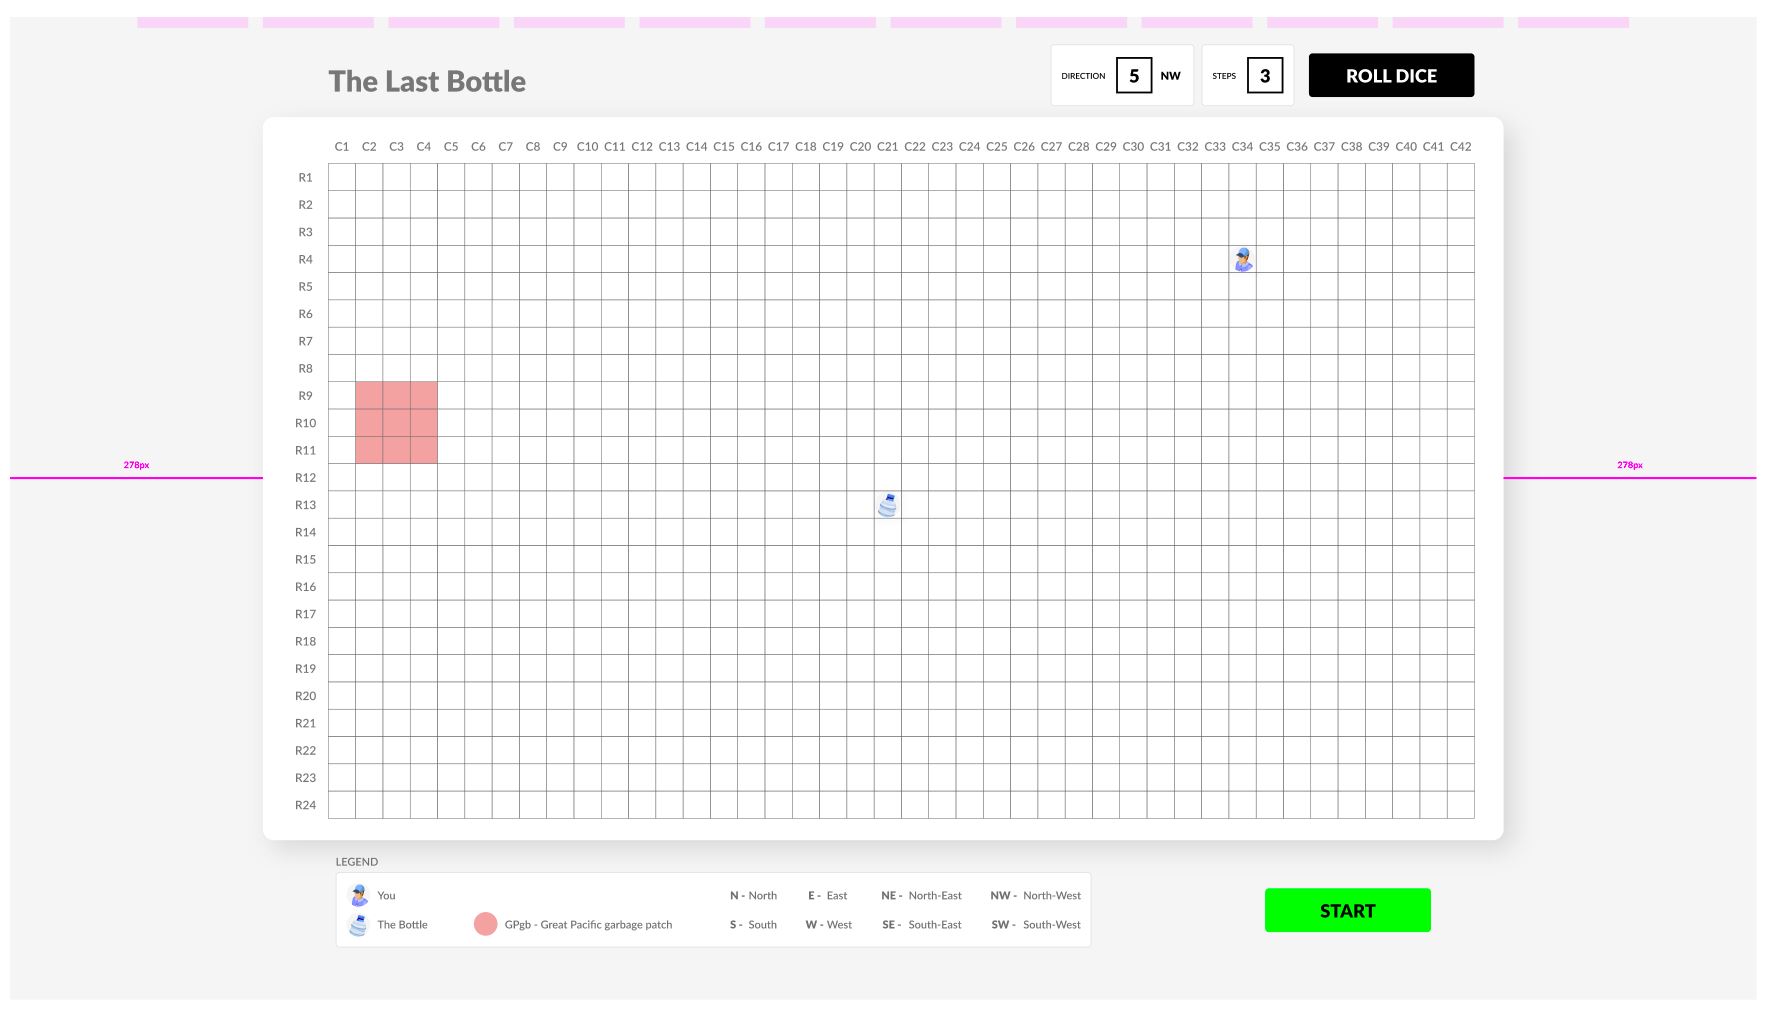 The Last Bottle
DIRECTION 5 NW STEPS 3 ROLL DICE
C1 C2 C3 C4 C5 C6 C7 C8 C9 C10 C11 C12 C13 C14 C15 C16 C17 C18 C19 C20 C21 C22 C23 C24 C25 C26 C27 C28 C29 C30 C31 C32 C33 C34 C35 C36 C37 C38 C39 C40 C41 C42
R1
R2
R3
R4
R5
R6
R7
R8
R9
R10
R11
278px 278px
R12
R13
R14
R15
R16
R17
R18
R19
R20
R21
R22
R23
R24
LEGEND
You N - North E - East NE - North-East NW - North-West
The Bottle GPgb - Great Pacific garbage patch S - South W - West SE - South-East SW - South-West
START